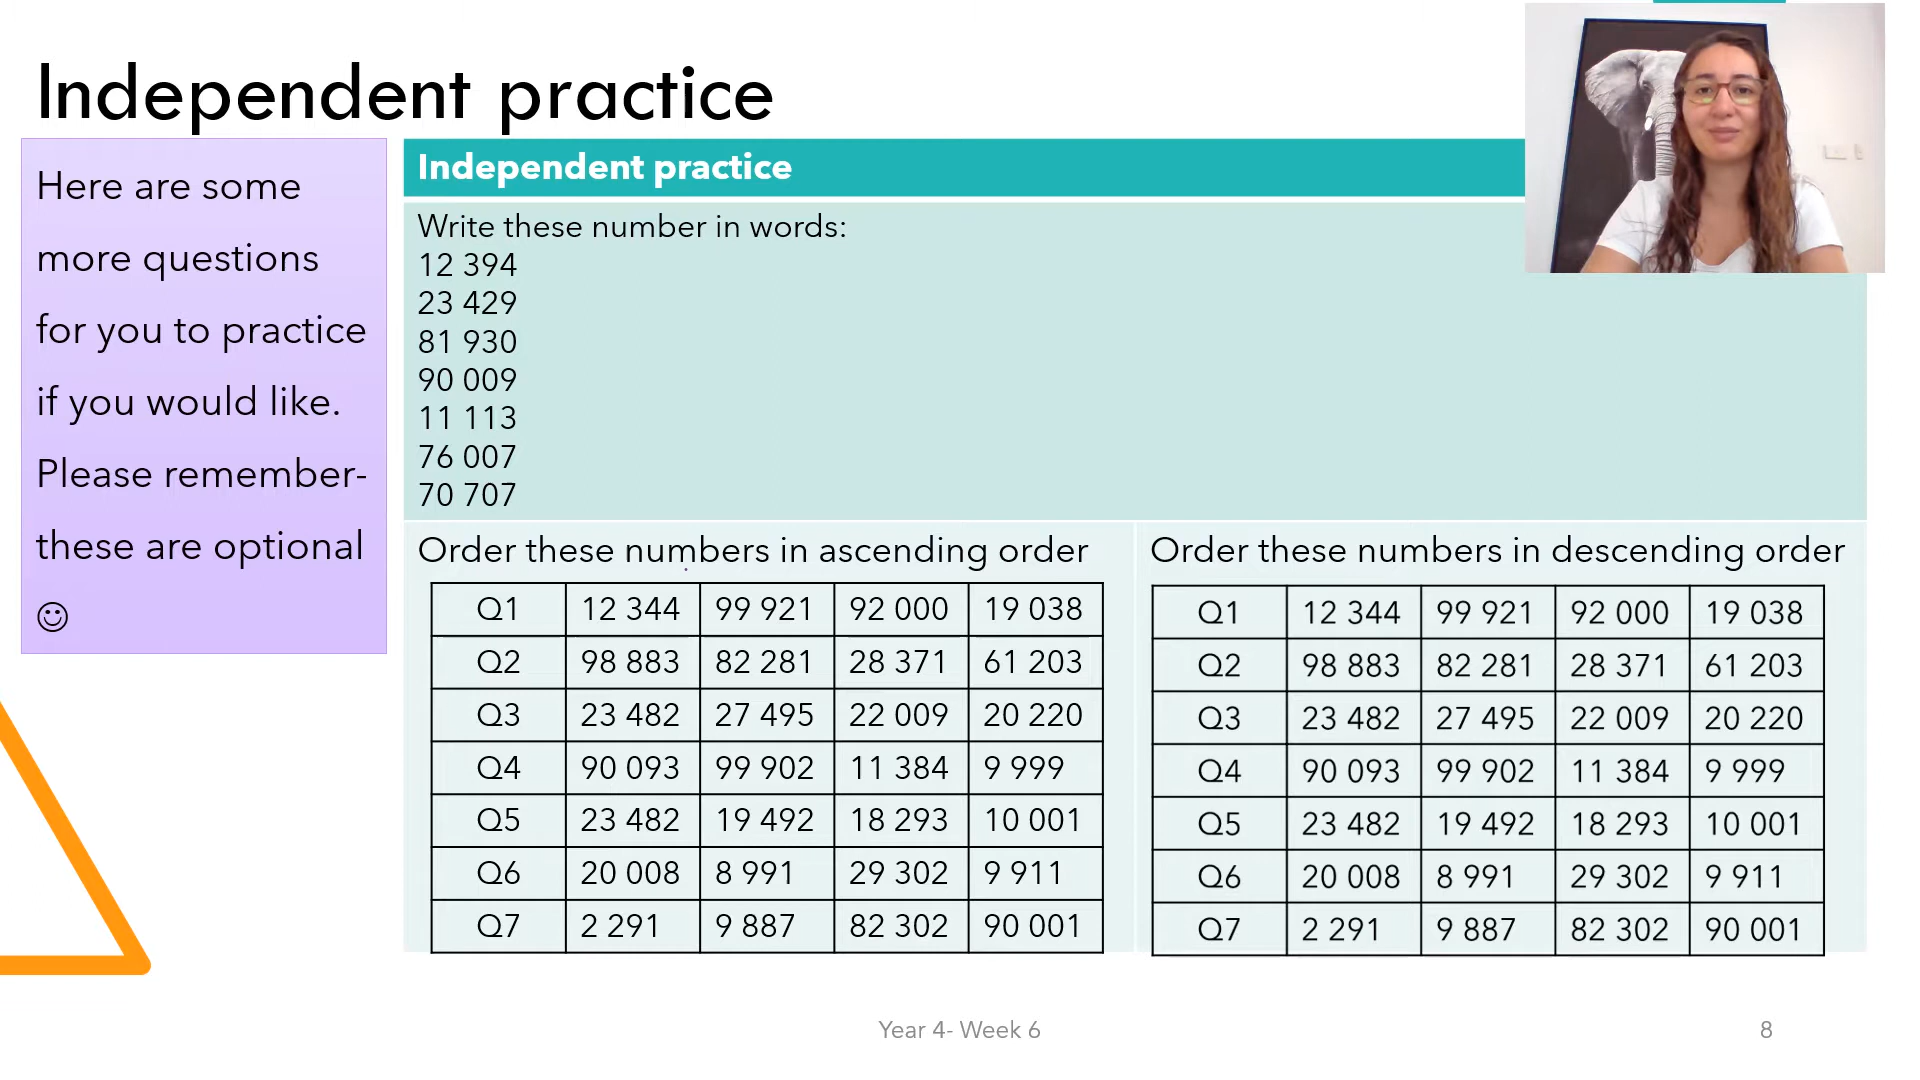 Independent practice
Here are some
more questions
for you to practice
if you would like.
Please remember-
these are optional
☺
Independent practice
Write these number in words:
12 394
23 429
81 930
90 009
11 113
76 007
70 707
Order these numbers in ascending order
Q1 12 344 99 921 92 000 19 038
Q2 98 883 82 281 28 371 61 203
Q3 23 482 27 495 22 009 20 220
Q4 90 093 99 902 11 384 9 999
Q5 23 482 19 492 18 293 10 001
Q6 20 008 8 991 29 302 9 911
Q7 2 291 9 887 82 302 90 001
Order these numbers in descending order
Q1 12 344 99 921 92 000 19 038
Q2 98 883 82 281 28 371 61 203
Q3 23 482 27 495 22 009 20 220
Q4 90 093 99 902 11 384 9 999
Q5 23 482 19 492 18 293 10 001
Q6 20 008 8 991 29 302 9 911
Q7 2 291 9 887 82 302 90 001
Year 4- Week 6
8